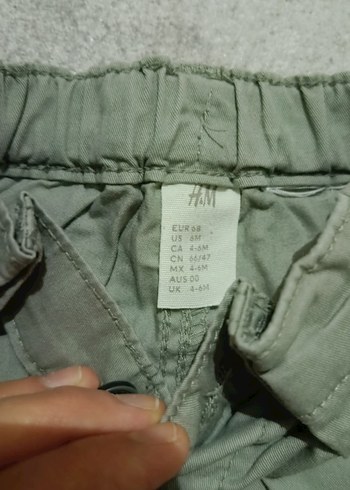 H&M
EUR 68
US 6M
CA 4-6M
CN 66/47
MX 4-6M
AUS 00
UK 4-6M